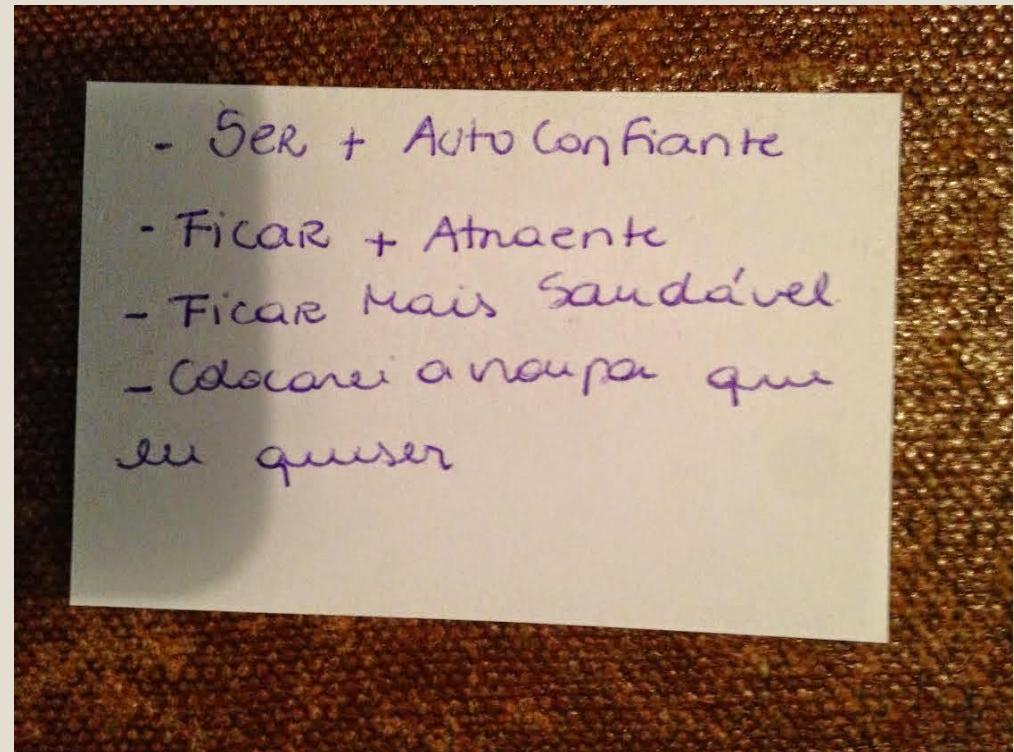 - Ser + Auto Confiante
- Ficar + Atraente
- Ficar Mais Saudável
- Colocarei a roupa que
eu quiser